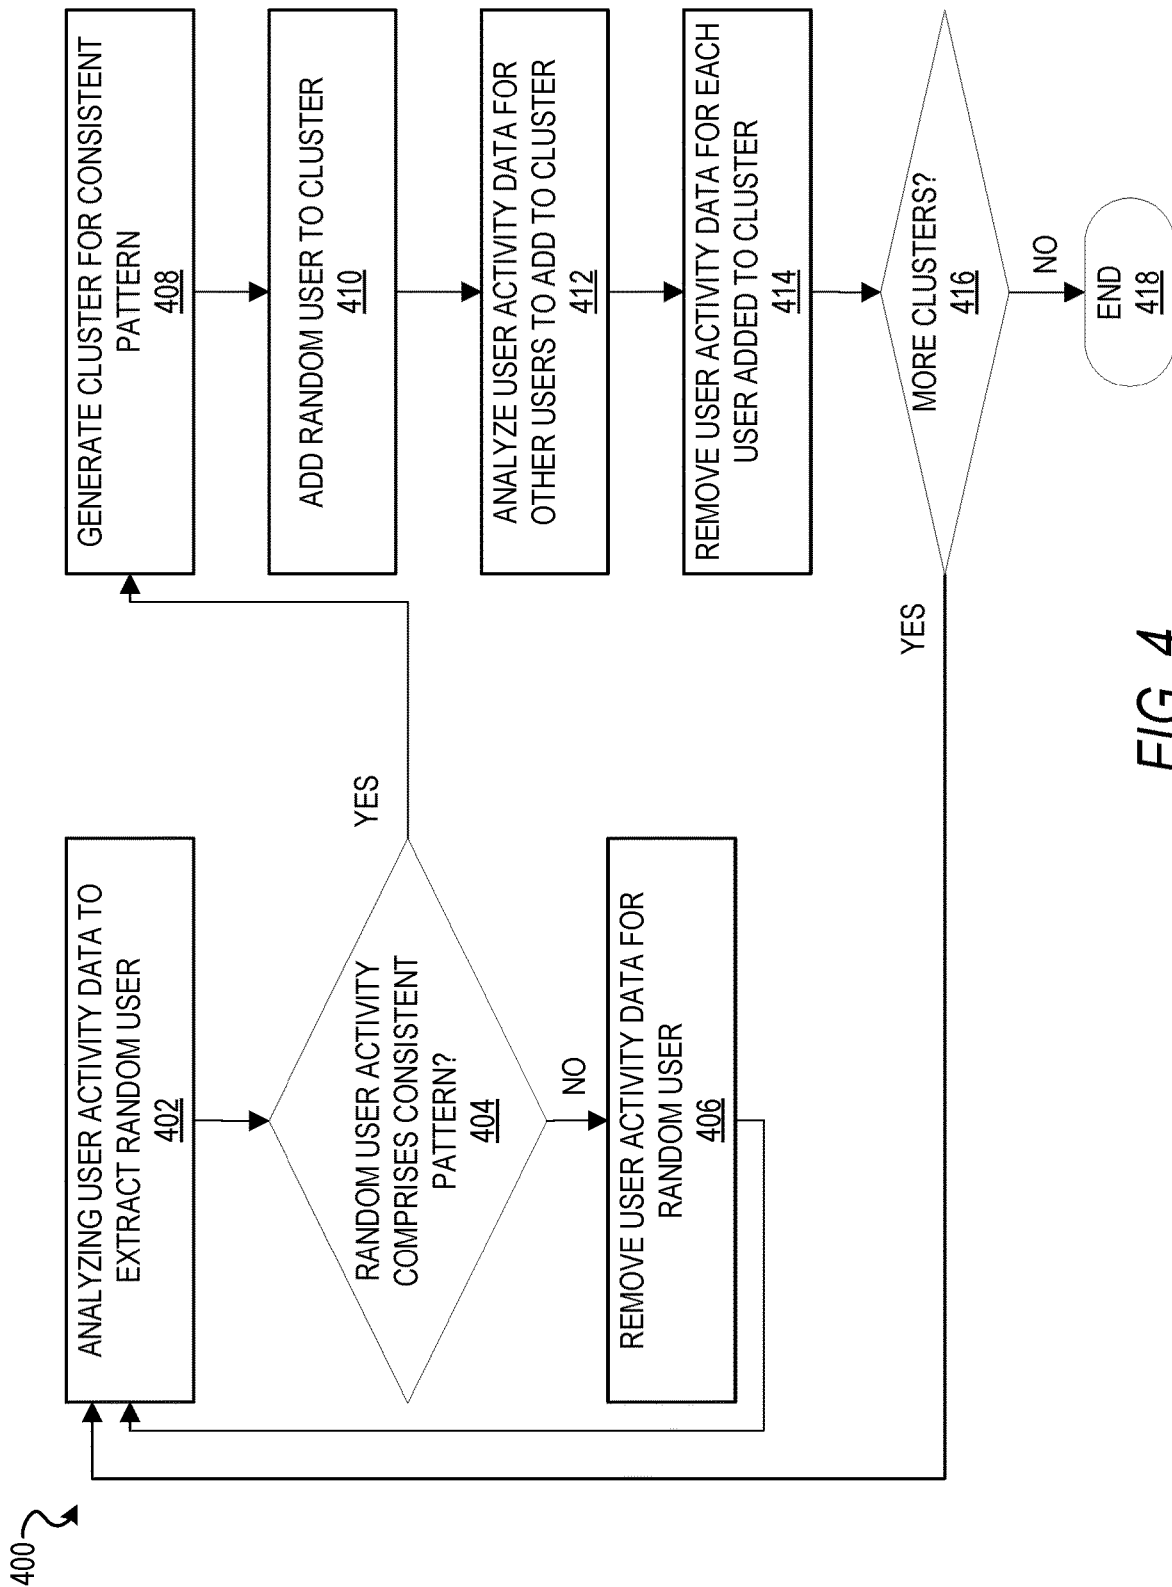 400
ANALYZING USER ACTIVITY DATA TO
EXTRACT RANDOM USER
402
RANDOM USER ACTIVITY
COMPRISES CONSISTENT
PATTERN?
404
YES
NO
REMOVE USER ACTIVITY DATA FOR
RANDOM USER
406
GENERATE CLUSTER FOR CONSISTENT
PATTERN
408
ADD RANDOM USER TO CLUSTER
410
ANALYZE USER ACTIVITY DATA FOR
OTHER USERS TO ADD TO CLUSTER
412
REMOVE USER ACTIVITY DATA FOR EACH
USER ADDED TO CLUSTER
414
MORE CLUSTERS?
416
YES
NO
END
418
FIG. 4